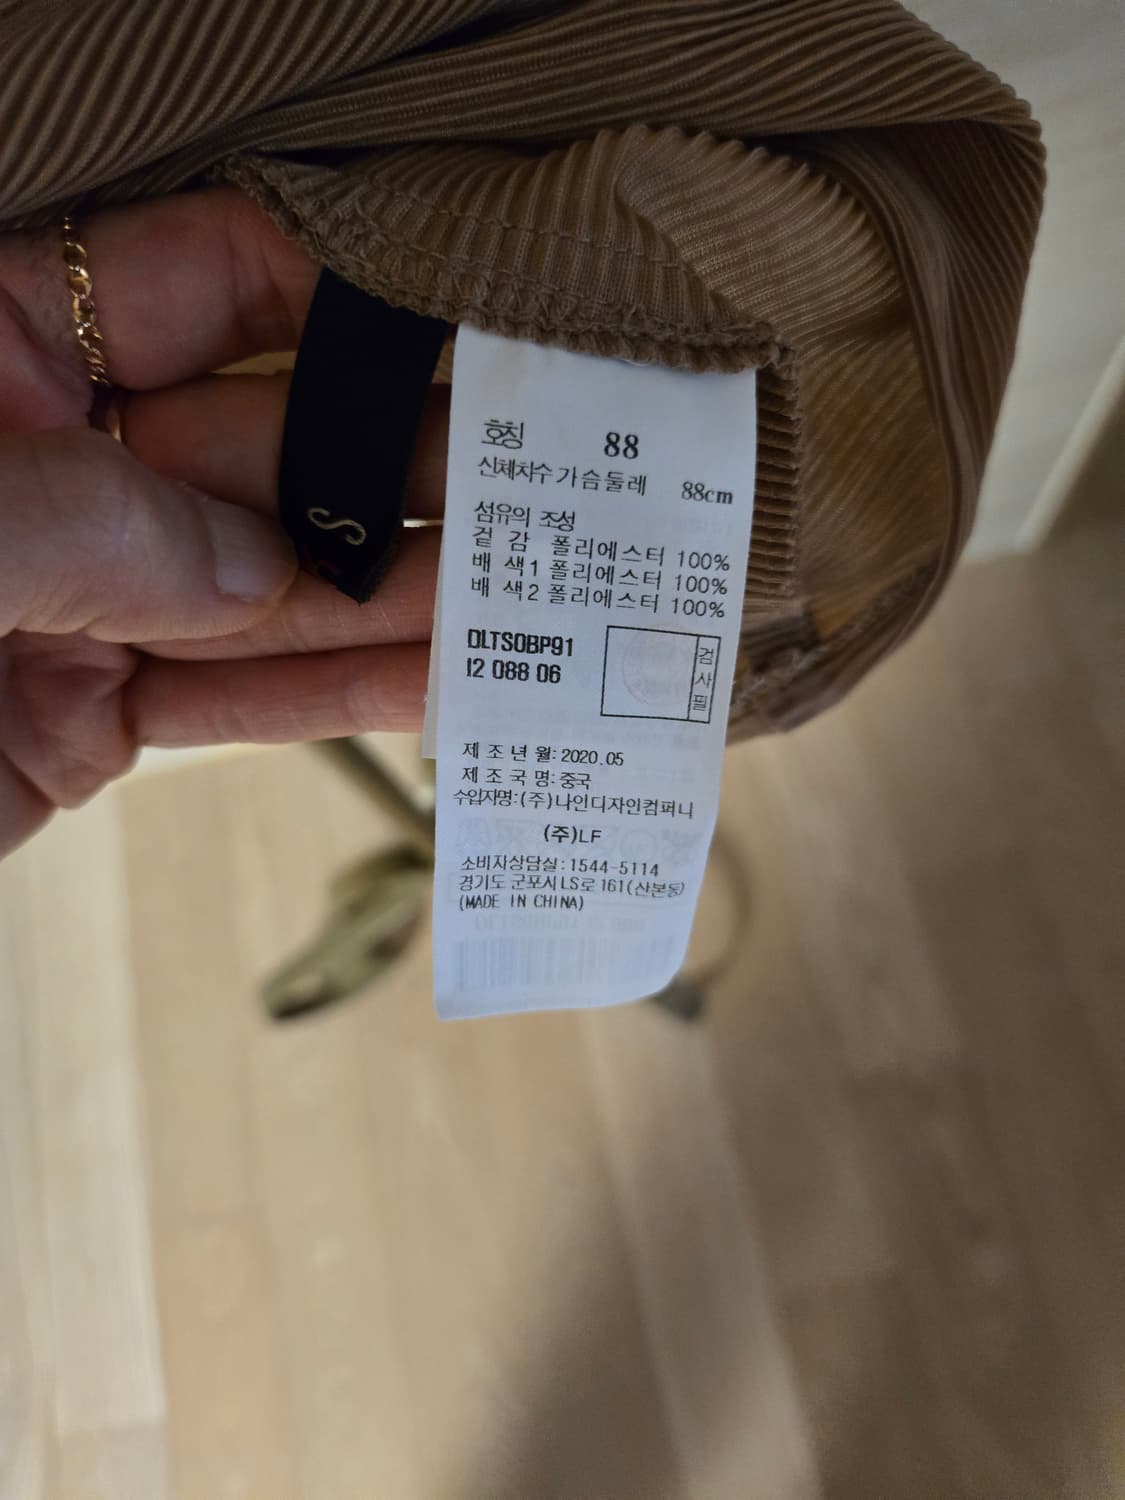 호칭 88
신체치수 가슴둘레 88cm
섬유의 조성
겉 감 폴리에스터 100%
배 색1 폴리에스터 100%
배 색2 폴리에스터 100%
DLTS0BP91
I2 088 06
검사필
제 조 년 월: 2020.05
제 조 국 명: 중국
수입자명:(주)나인디자인컴퍼니
(주)LF
소비자상담실: 1544-5114
경기도 군포시 LS로 161(산본동)
(MADE IN CHINA)
S